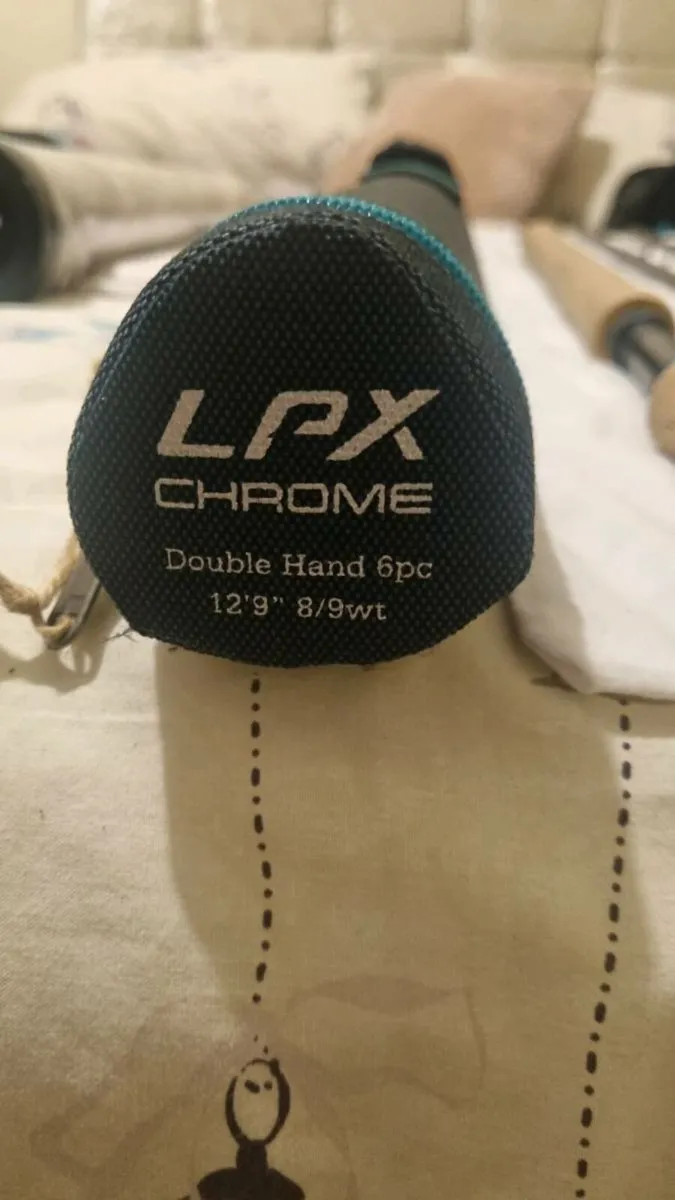 LPX
CHROME
Double Hand 6pc
12'9" 8/9wt